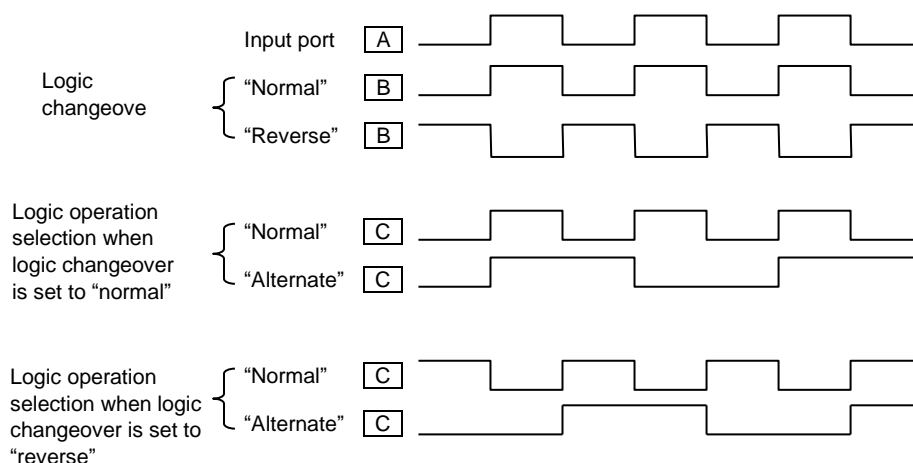 Input port A
Logic
changeove
“Normal” B
“Reverse” B
Logic operation
selection when
logic changeover
is set to “normal”
“Normal” C
“Alternate” C
Logic operation
selection when logic
changeover is set to
“reverse”
“Normal” C
“Alternate” C